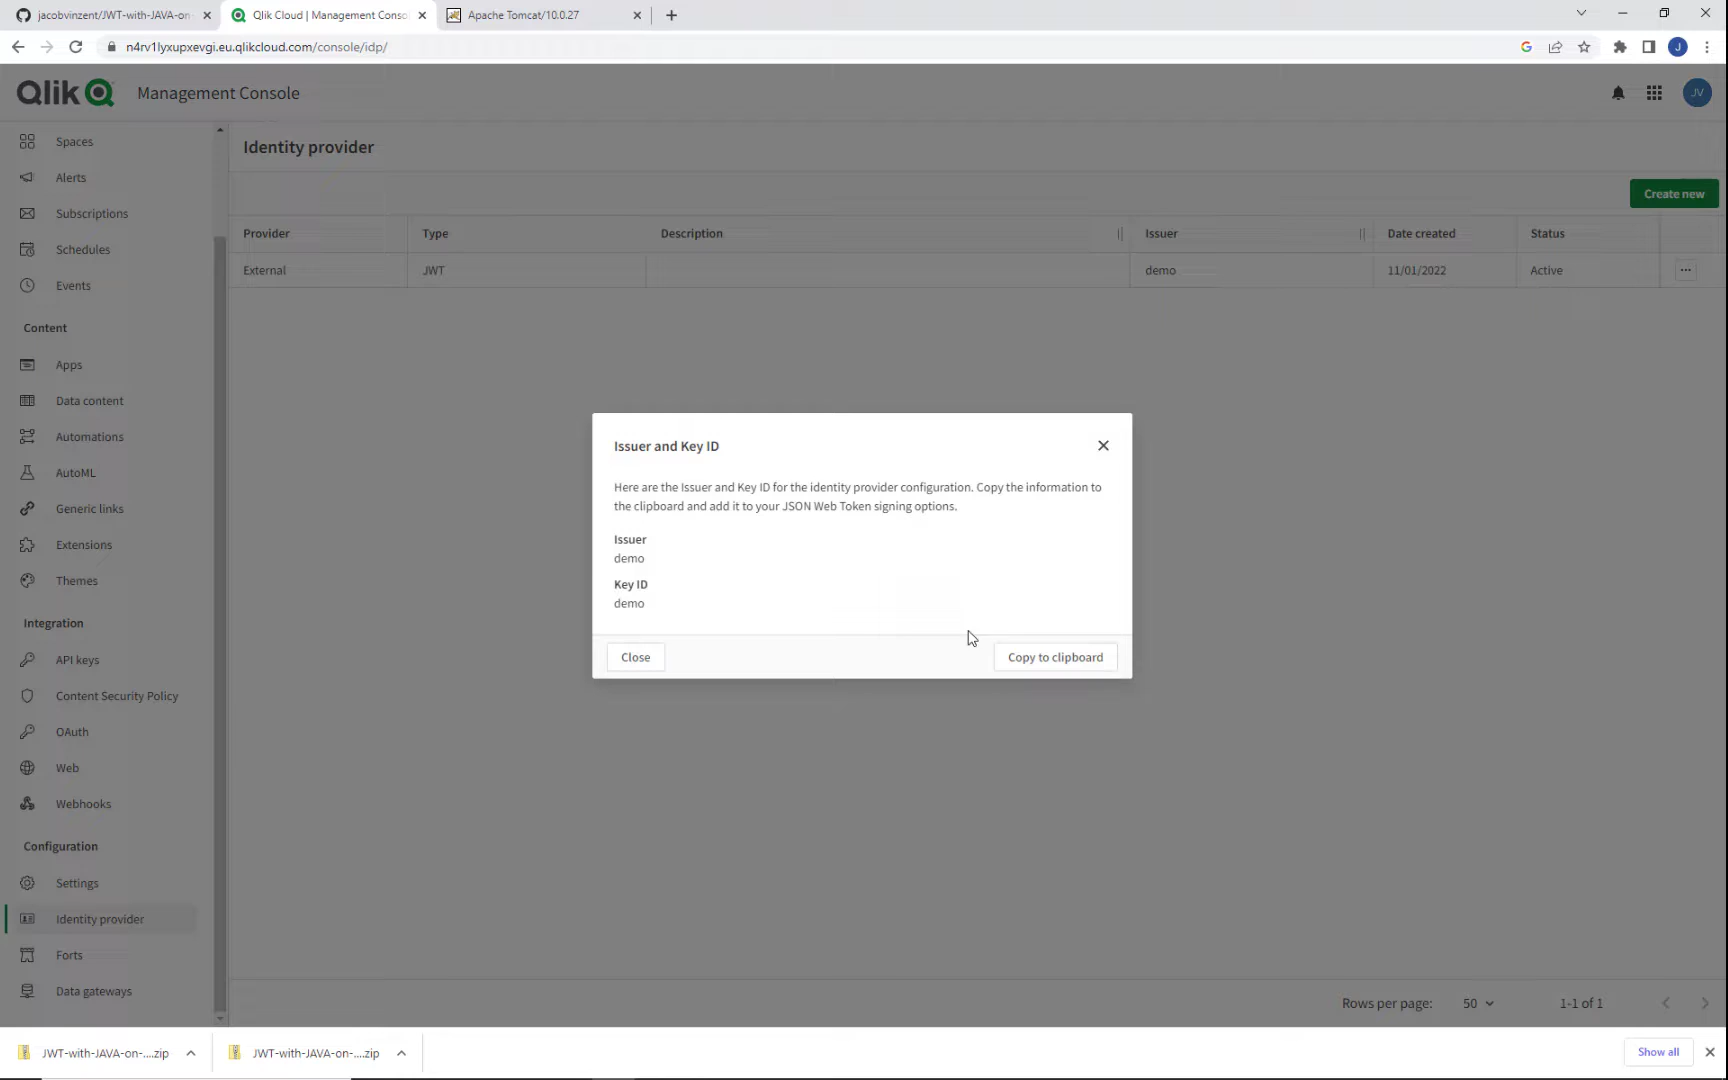 jacobvinzent/JWT-with-JAVA-on-
Qlik Cloud | Management Conso
Apache Tomcat/10.0.27
n4rv1lyxupxevgi.eu.qlikcloud.com/console/idp/
J
Qlik
Management Console
JV
Spaces
Alerts
Subscriptions
Schedules
Events
Content
Apps
Data content
Automations
AutoML
Generic links
Extensions
Themes
Integration
API keys
Content Security Policy
OAuth
Web
Webhooks
Configuration
Settings
Identity provider
Forts
Data gateways
Identity provider
Create new
Provider Type Description Issuer Date created Status
External JWT demo 11/01/2022 Active
Issuer and Key ID
Here are the Issuer and Key ID for the identity provider configuration. Copy the information to
the clipboard and add it to your JSON Web Token signing options.
Issuer
demo
Key ID
demo
Close
Copy to clipboard
Rows per page: 50 1-1 of 1
JWT-with-JAVA-on-....zip
JWT-with-JAVA-on-....zip
Show all